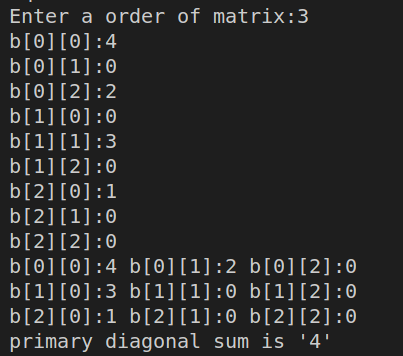 Enter a order of matrix:3
b[0][0]:4
b[0][1]:0
b[0][2]:2
b[1][0]:0
b[1][1]:3
b[1][2]:0
b[2][0]:1
b[2][1]:0
b[2][2]:0
b[0][0]:4 b[0][1]:2 b[0][2]:0
b[1][0]:3 b[1][1]:0 b[1][2]:0
b[2][0]:1 b[2][1]:0 b[2][2]:0
primary diagonal sum is '4'